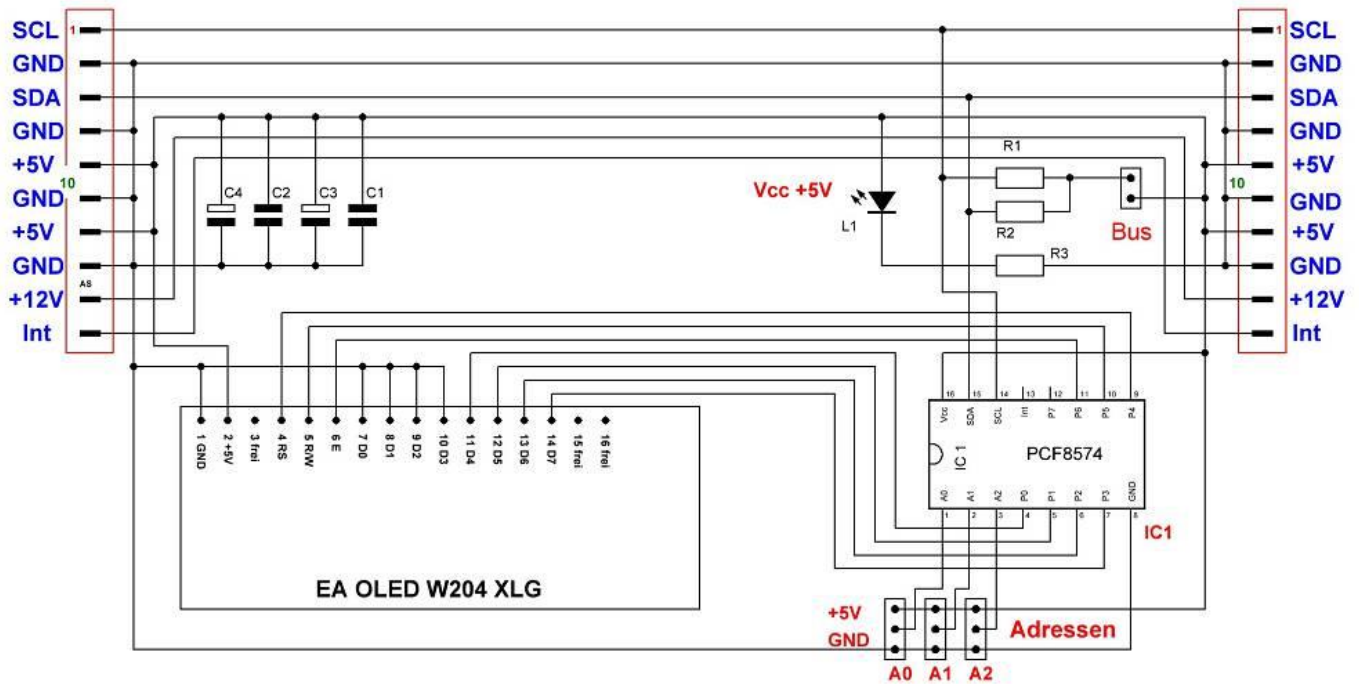 SCL 1
GND
SDA
GND
+5V
10
GND
+5V
GND
AS
+12V
Int
C4 C2 C3 C1
Vcc +5V
L1
R1
R2
R3
Bus
1 SCL
GND
SDA
GND
+5V
10
GND
+5V
GND
+12V
Int
1 GND
2 +5V
3 frei
4 RS
5 R/W
6 E
7 D0
8 D1
9 D2
10 D3
11 D4
12 D5
13 D6
14 D7
15 frei
16 frei
EA OLED W204 XLG
16 15 14 13 12 11 10 9
Vcc SDA SCL Int P7 P6 P5 P4
IC 1
PCF8574
A0 A1 A2 P0 P1 P2 P3 GND
1 2 3 4 5 6 7 8
IC1
+5V
GND
Adressen
A0 A1 A2